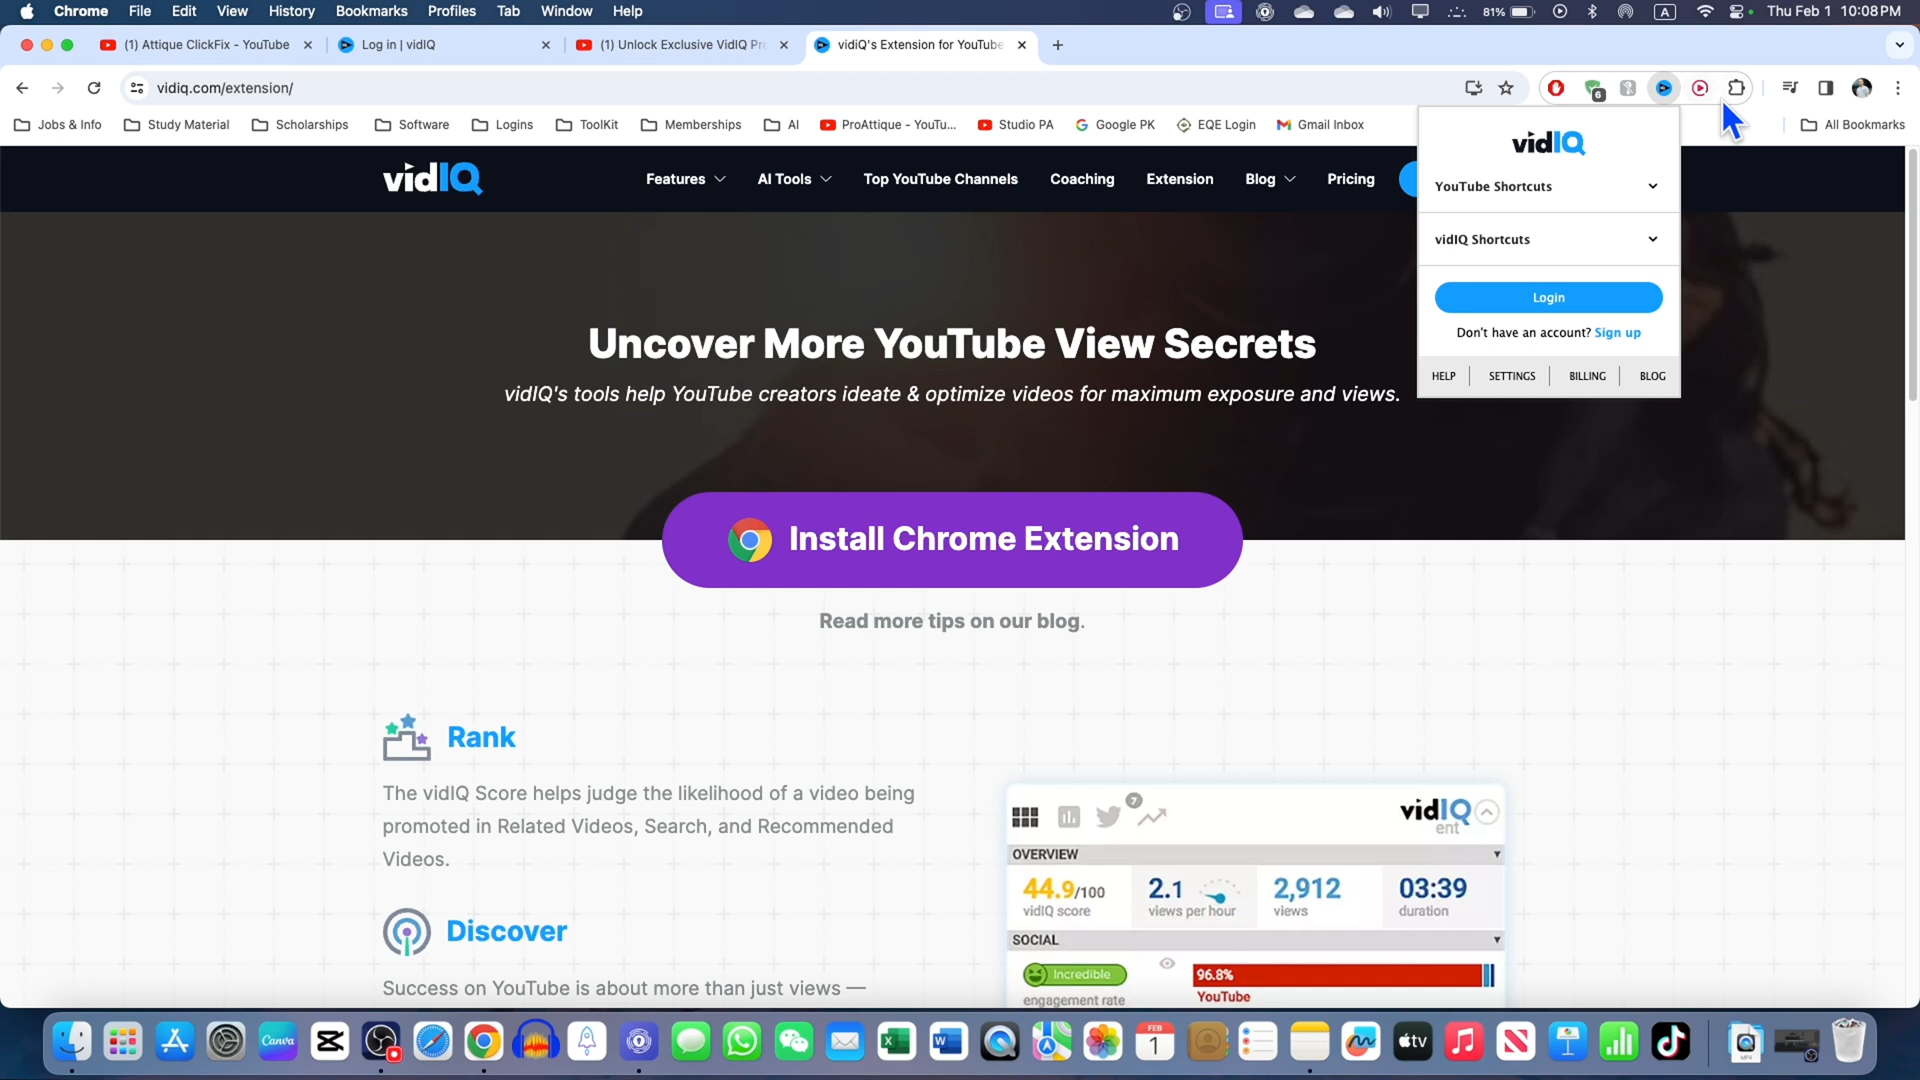 Chrome File Edit View History Bookmarks Profiles Tab Window Help 81% A Thu Feb 1 10:08 PM
(1) Attique ClickFix - YouTube Log in | vidIQ (1) Unlock Exclusive VidIQ Pr vidiQ's Extension for YouTube
vidiq.com/extension/ 6
Jobs & Info Study Material Scholarships Software Logins ToolKit Memberships AI ProAttique - YouTu... Studio PA Google PK EQE Login Gmail Inbox All Bookmarks
vidIQ Features AI Tools Top YouTube Channels Coaching Extension Blog Pricing
vidIQ
YouTube Shortcuts
vidIQ Shortcuts
Login
Don't have an account? Sign up
HELP SETTINGS BILLING BLOG
Uncover More YouTube View Secrets
vidIQ's tools help YouTube creators ideate & optimize videos for maximum exposure and views.
Install Chrome Extension
Read more tips on our blog.
Rank
The vidIQ Score helps judge the likelihood of a video being
promoted in Related Videos, Search, and Recommended
Videos.
Discover
Success on YouTube is about more than just views —
7 vidIQ
ent
OVERVIEW
44.9/100 2.1 2,912 03:39
vidIQ score views per hour views duration
SOCIAL
Incredible 96.8%
engagement rate YouTube
Canva X W FEB 1 tv N MP4